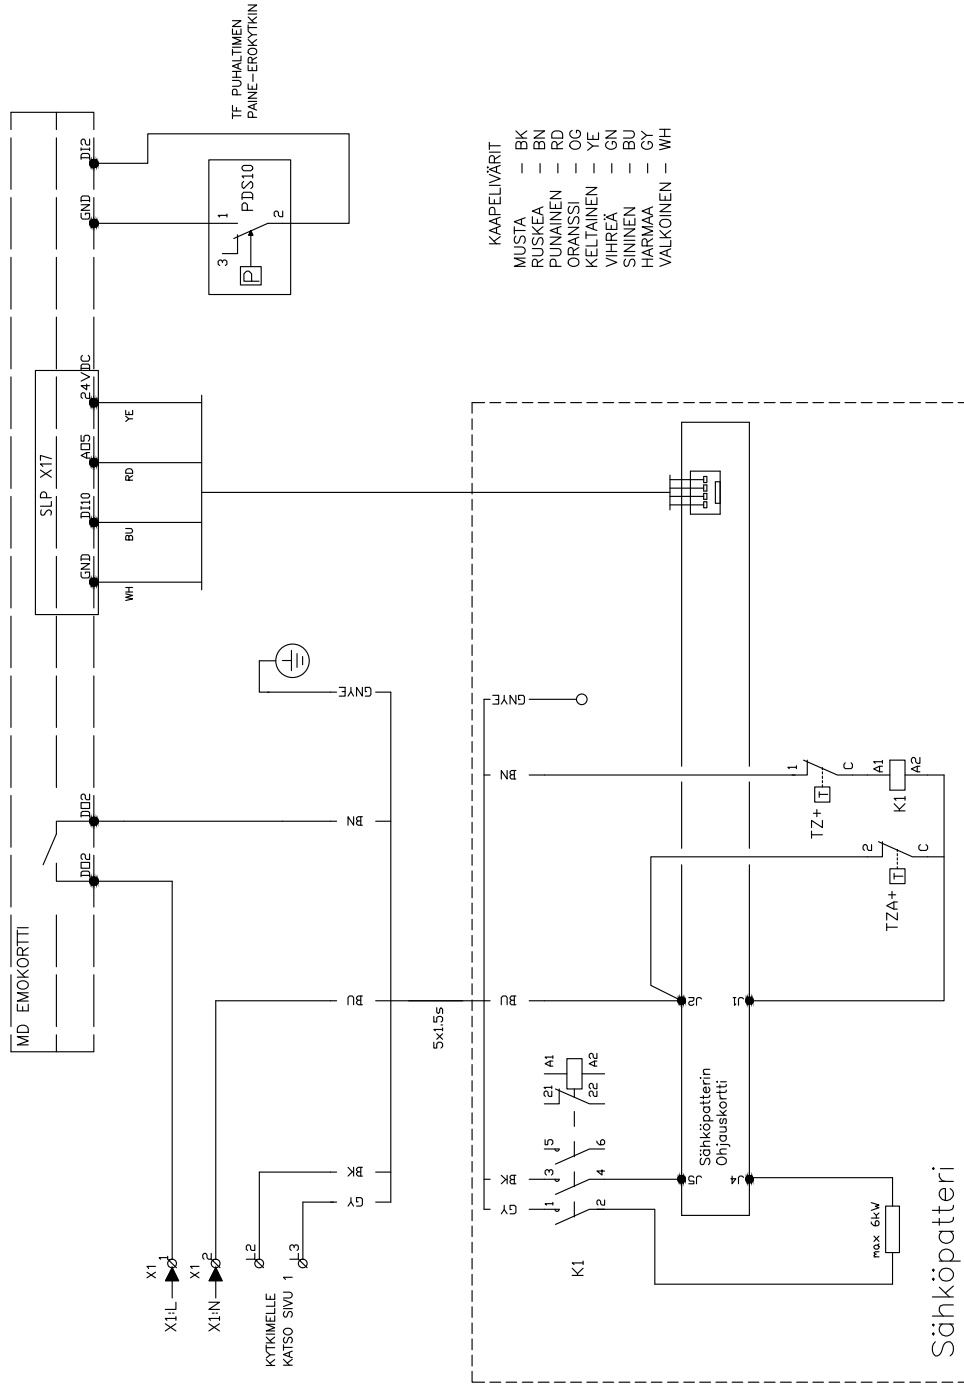 MD EMOKORTTI
DO2
DO2
SLP X17
GND
DI10
AO5
24VDC
GND
DI2
WH
BU
RD
YE
TF PUHALTIMEN
PAINE-EROKYTKIN
PDS10
1
2
3
P
KAAPELIVÄRIT
MUSTA - BK
RUSKEA - BN
PUNAINEN - RD
ORANSSI - OG
KELTAINEN - YE
VIHREÄ - GN
SININEN - BU
HARMAA - GY
VALKOINEN - WH
X1:L
X1
1
X1:N
X1
2
KYTKIMELLE
KATSO SIVU 1
L2
L3
GY
BK
BU
BN
GNYE
5x1.5s
GY
BK
BU
BN
GNYE
K1
1
2
3
4
5
6
21
22
A1
A2
J5
J4
J2
J1
Sähköpatterin
Ohjauskortti
max 6kW
TZA+
T
2
C
TZ+
T
1
C
K1
A1
A2
Sähköpatteri